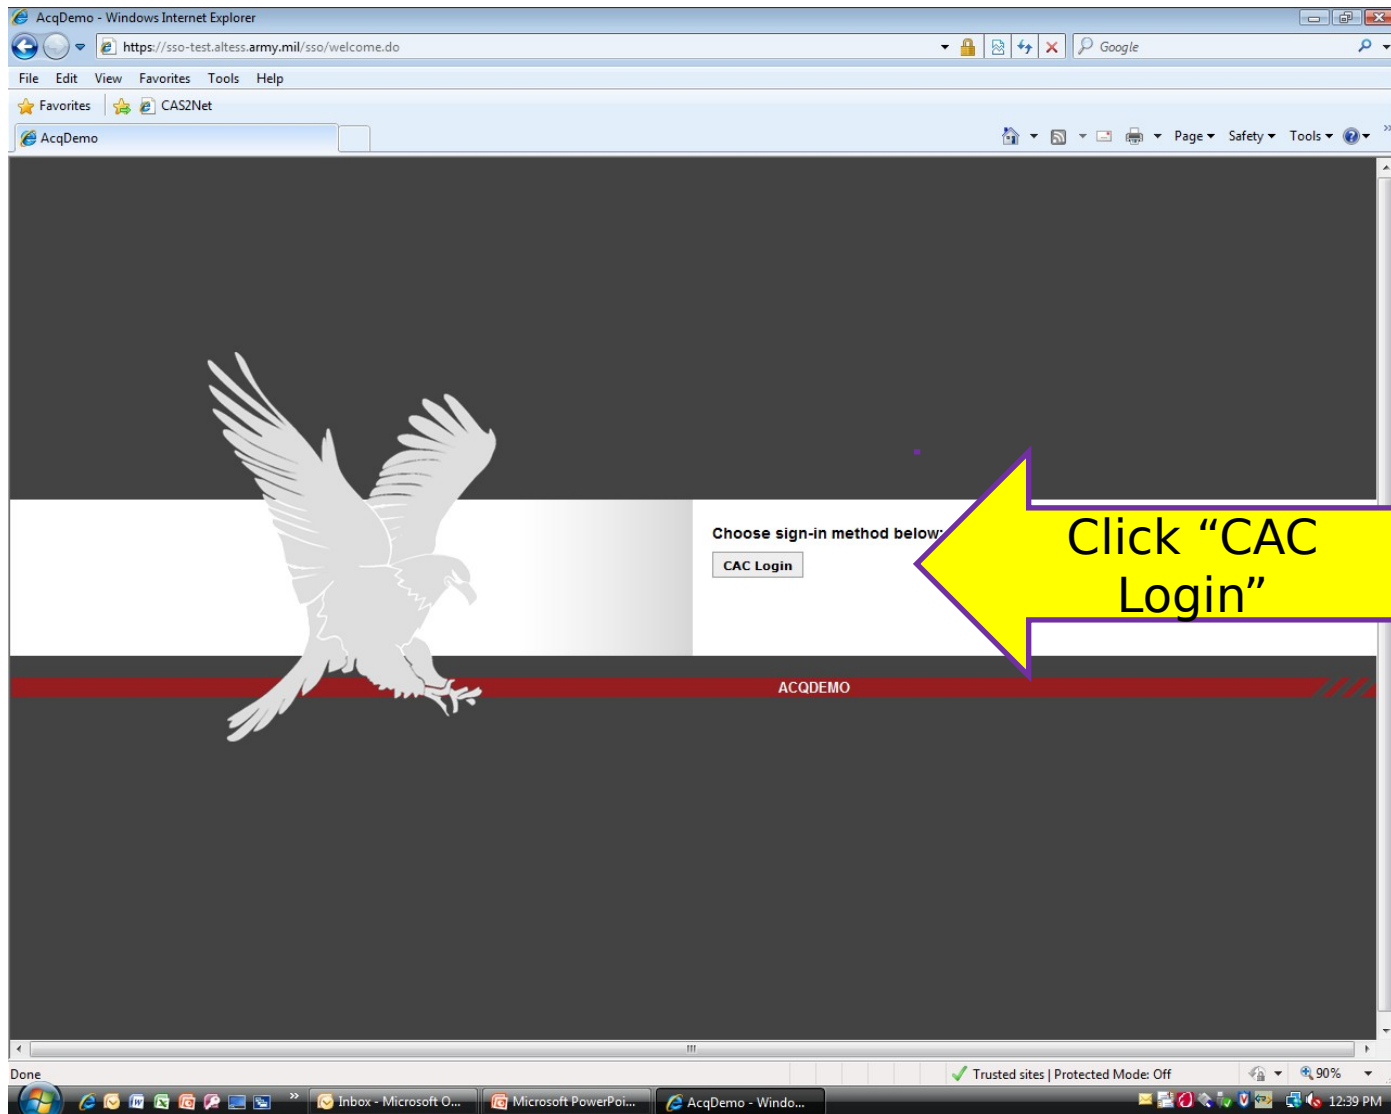 AcqDemo - Windows Internet Explorer
https://sso-test.altess.army.mil/sso/welcome.do
Google
File Edit View Favorites Tools Help
Favorites CAS2Net
AcqDemo
Page Safety Tools
Choose sign-in method below:
CAC Login
Click “CAC
Login”
ACQDEMO
Done
Trusted sites | Protected Mode: Off
90%
Inbox - Microsoft O...
Microsoft PowerPoi...
AcqDemo - Windo...
12:39 PM